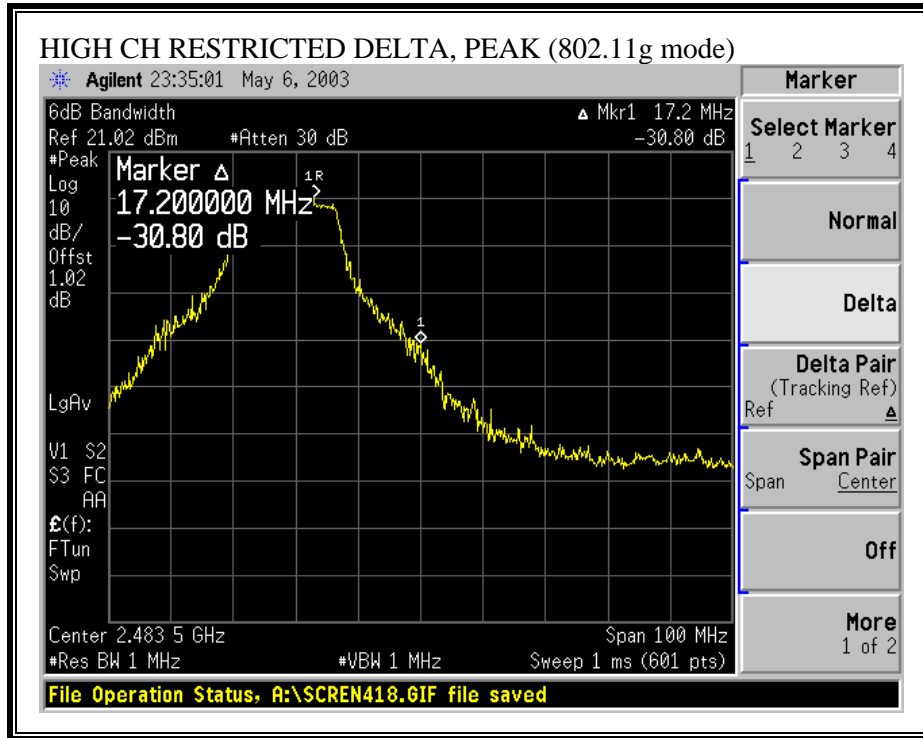 HIGH CH RESTRICTED DELTA, PEAK (802.11g mode)
Agilent 23:35:01 May 6, 2003
6dB Bandwidth
Δ Mkr1 17.2 MHz
Ref 21.02 dBm #Atten 30 dB -30.80 dB
#Peak
Log
10
dB/
Offst
1.02
dB
Marker Δ
17.200000 MHz
-30.80 dB
1R
1
LgAv
V1 S2
S3 FC
AA
£(f):
FTun
Swp
Center 2.483 5 GHz Span 100 MHz
#Res BW 1 MHz #VBW 1 MHz Sweep 1 ms (601 pts)
File Operation Status, A:\SCREN418.GIF file saved
Marker
Select Marker
1 2 3 4
Normal
Delta
Delta Pair
(Tracking Ref)
Ref Δ
Span Pair
Span Center
Off
More
1 of 2